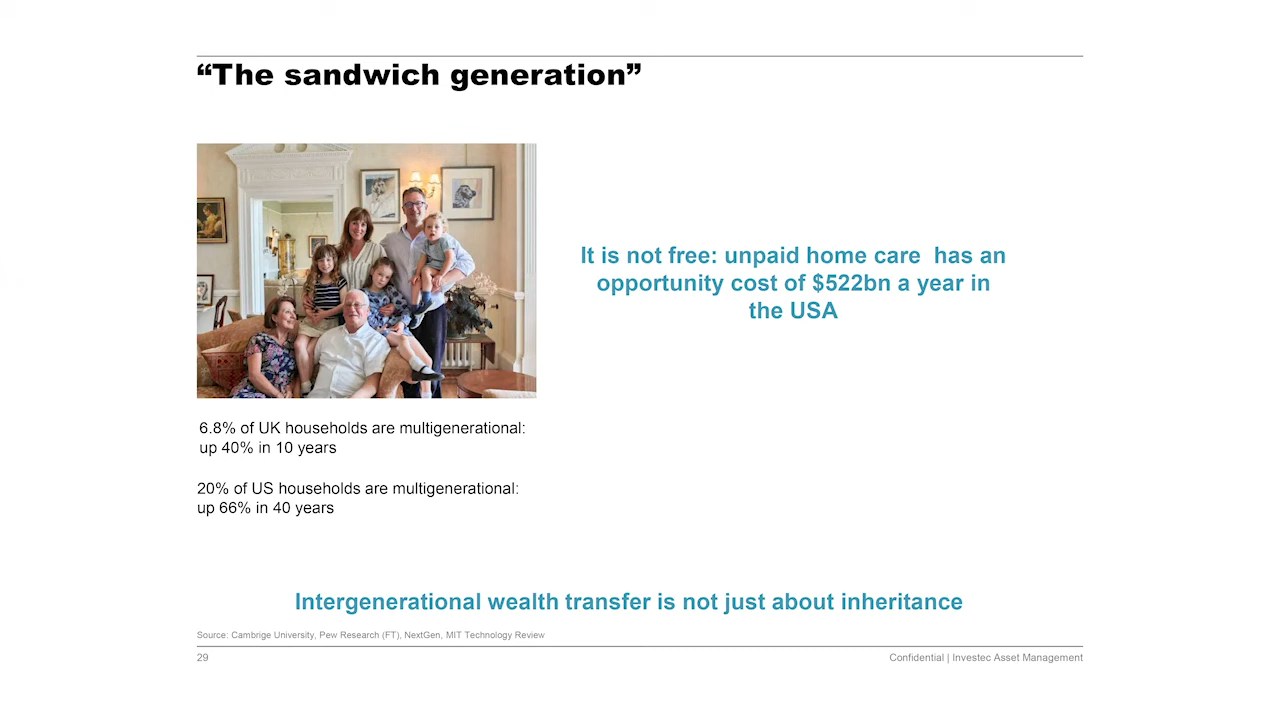 “The sandwich generation”
It is not free: unpaid home care  has an
opportunity cost of $522bn a year in
the USA
6.8% of UK households are multigenerational:
up 40% in 10 years
20% of US households are multigenerational:
up 66% in 40 years
Intergenerational wealth transfer is not just about inheritance
Source: Cambrige University, Pew Research (FT), NextGen, MIT Technology Review
29
Confidential | Investec Asset Management